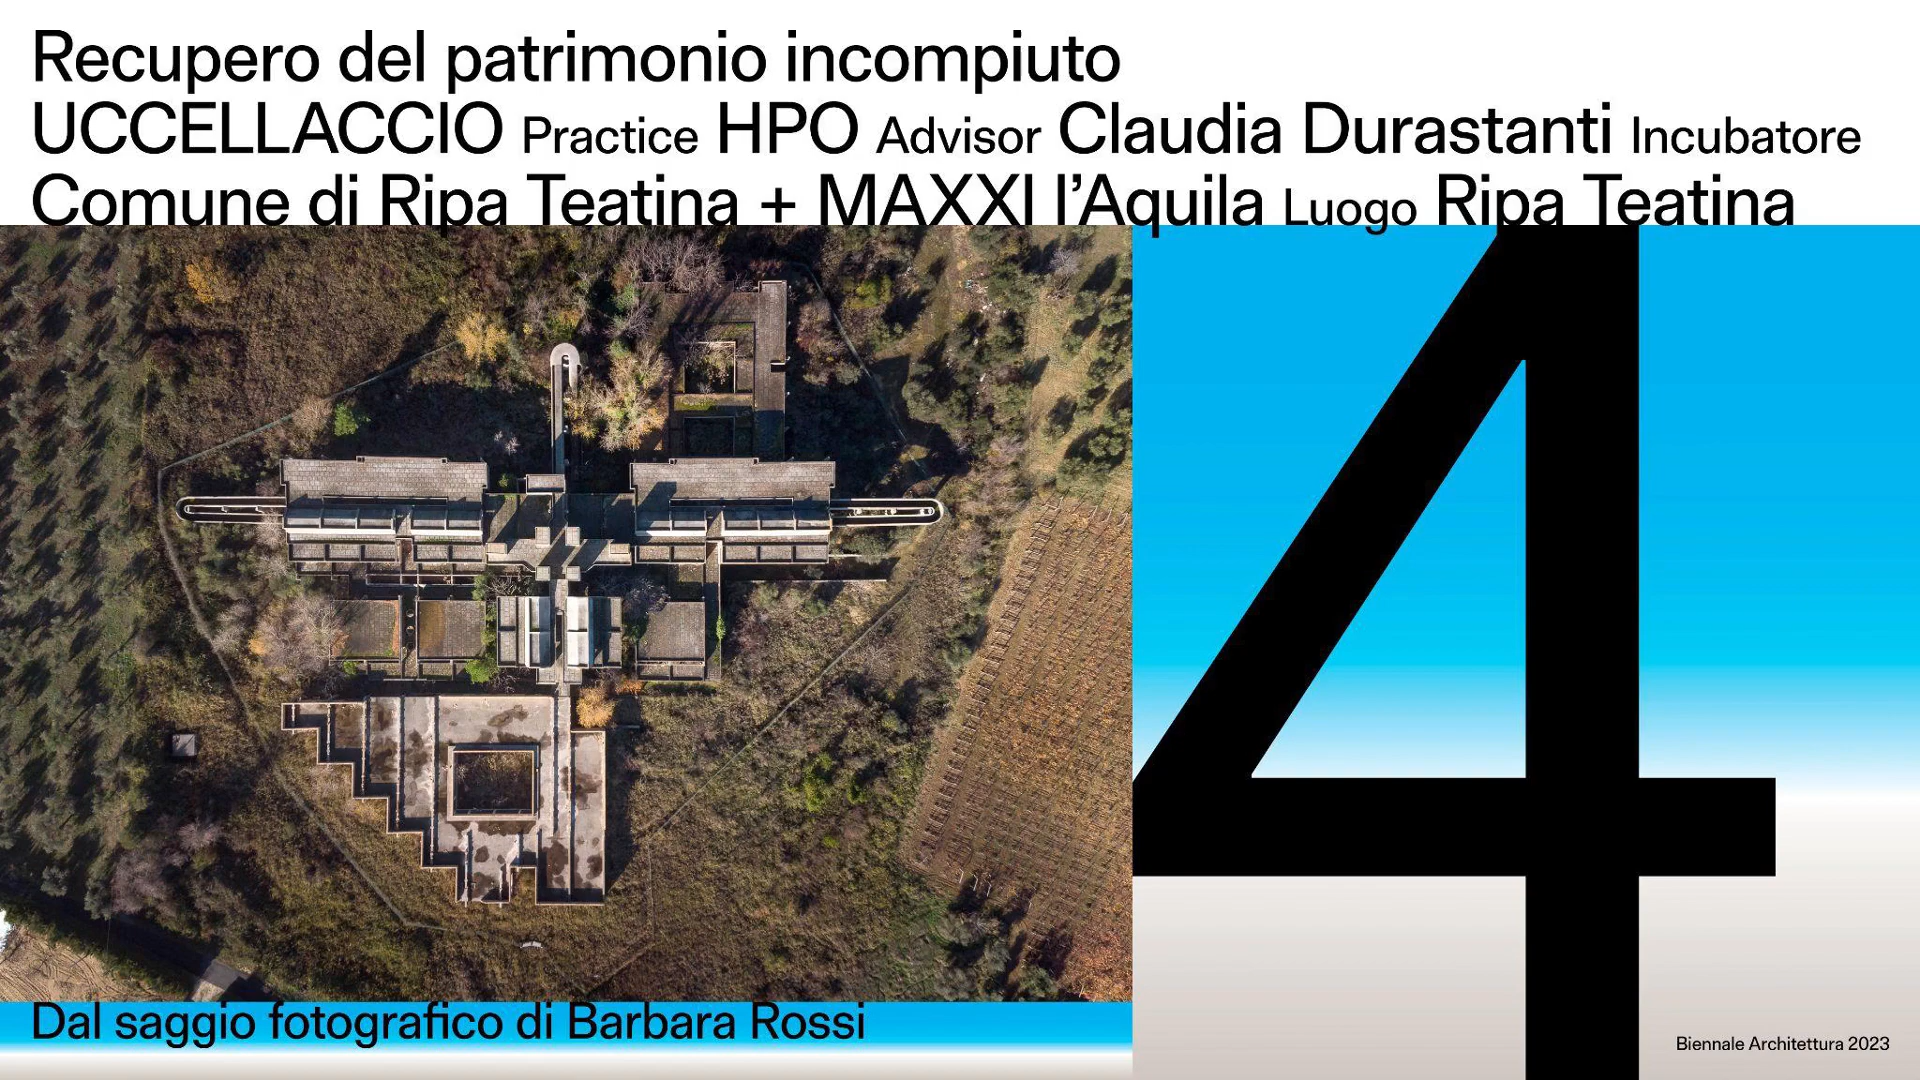 Recupero del patrimonio incompiuto
UCCELLACCIO Practice HPO Advisor Claudia Durastanti Incubatore
Comune di Ripa Teatina + MAXXI l’Aquila Luogo Ripa Teatina
4
Dal saggio fotografico di Barbara Rossi
Biennale Architettura 2023